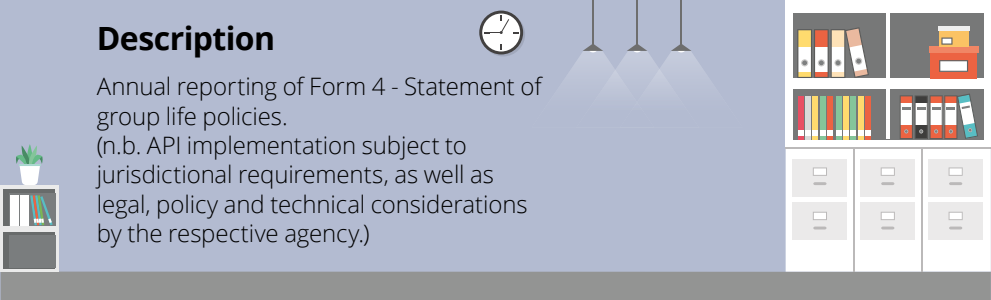 Description
Annual reporting of Form 4 - Statement of
group life policies.
(n.b. API implementation subject to
jurisdictional requirements, as well as
legal, policy and technical considerations
by the respective agency.)